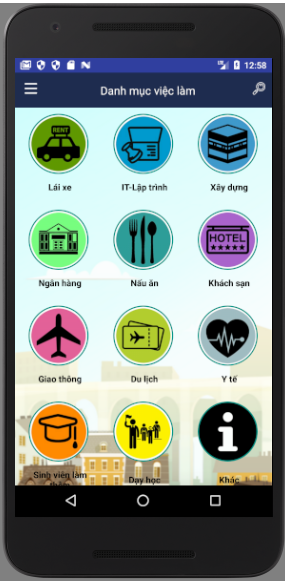 12:58
Danh mục việc làm
RENT
Lái xe
IT-Lập trình
Xây dựng
HOTEL
Ngân hàng
Nấu ăn
Khách sạn
Giao thông
Du lịch
Y tế
Sinh viên làm
thêm
Dạy học
Khác